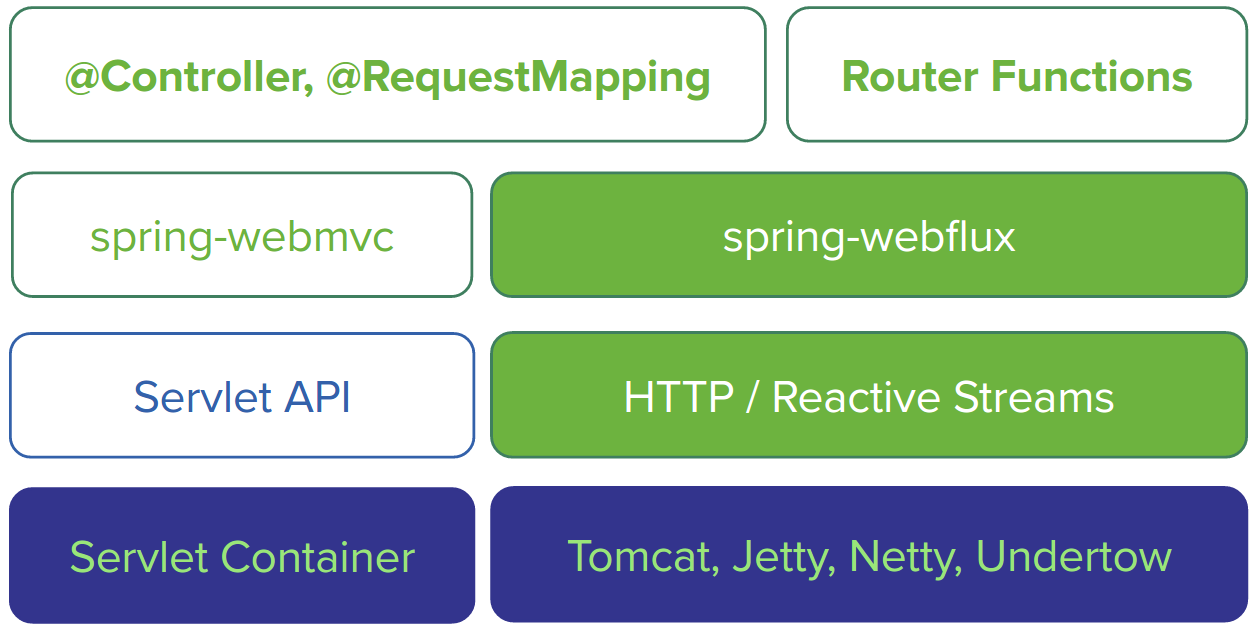 @Controller, @RequestMapping
Router Functions
spring-webmvc
spring-webflux
Servlet API
HTTP / Reactive Streams
Servlet Container
Tomcat, Jetty, Netty, Undertow